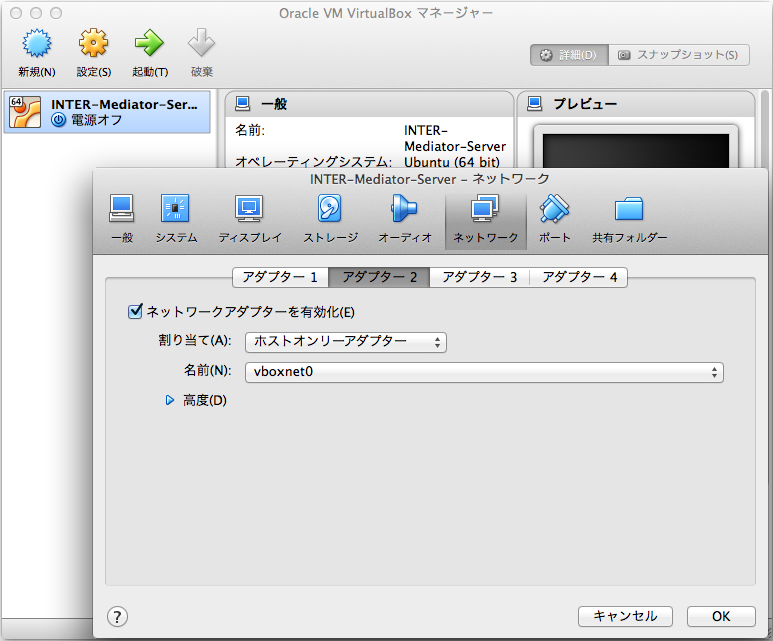 Oracle VM VirtualBox マネージャー
新規(N) 設定(S) 起動(T) 破棄
詳細(D) スナップショット(S)
64
INTER-Mediator-Ser...
電源オフ
一般
名前: INTER-
Mediator-Server
オペレーティングシステム: Ubuntu (64 bit)
プレビュー
INTER-Mediator-Server – ネットワーク
一般 システム ディスプレイ ストレージ オーディオ ネットワーク ポート 共有フォルダー
アダプター 1 アダプター 2 アダプター 3 アダプター 4
ネットワークアダプターを有効化(E)
割り当て(A): ホストオンリーアダプター
名前(N): vboxnet0
高度(D)
?
キャンセル OK